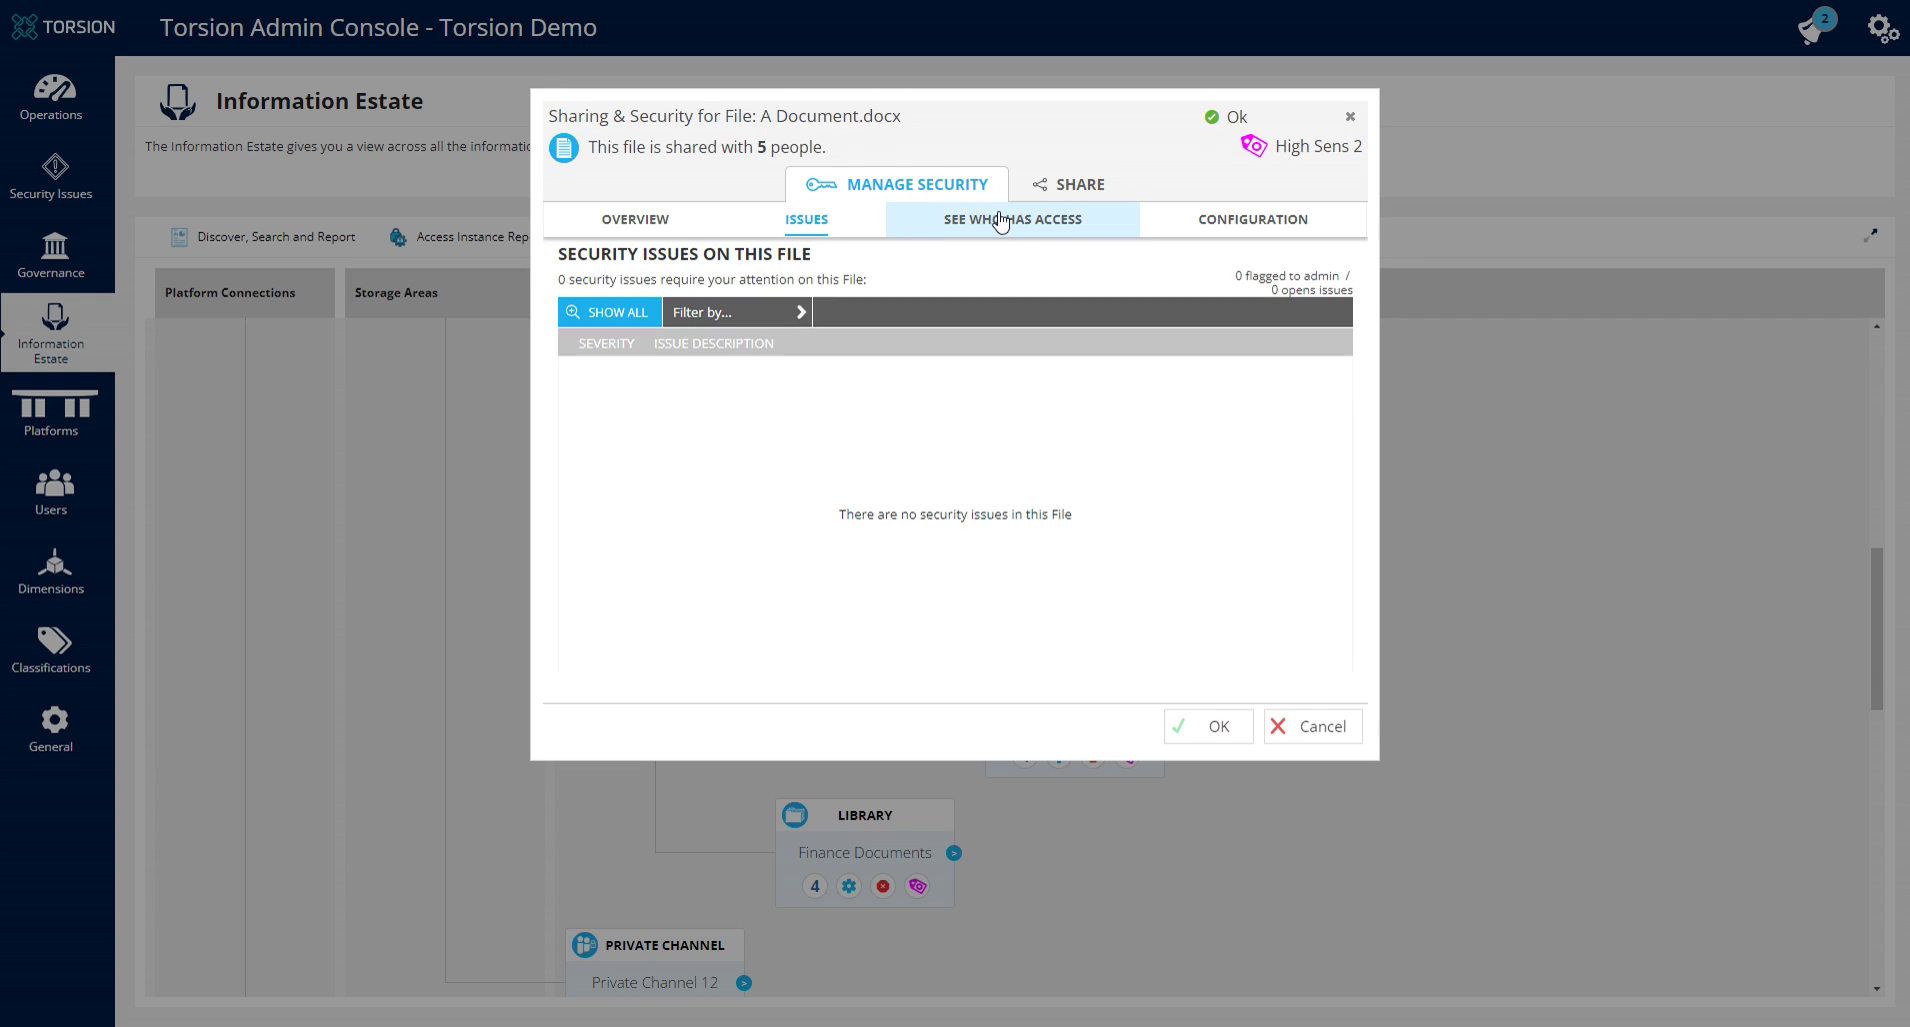 TORSION
Torsion Admin Console - Torsion Demo
2
Operations
Security Issues
Governance
Information
Estate
Platforms
Users
Dimensions
Classifications
General
Information Estate
The Information Estate gives you a view across all the informatio
Discover, Search and Report
Access Instance Rep
Platform Connections
Storage Areas
Sharing & Security for File: A Document.docx
Ok
This file is shared with 5 people.
High Sens 2
MANAGE SECURITY
SHARE
OVERVIEW
ISSUES
SEE WHO HAS ACCESS
CONFIGURATION
SECURITY ISSUES ON THIS FILE
0 security issues require your attention on this File:
0 flagged to admin /
0 opens issues
SHOW ALL
Filter by...
SEVERITY
ISSUE DESCRIPTION
There are no security issues in this File
OK
Cancel
LIBRARY
Finance Documents
4
PRIVATE CHANNEL
Private Channel 12